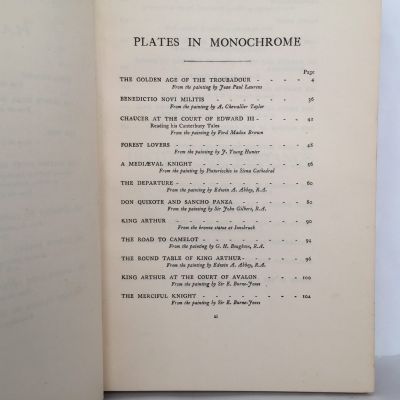 PLATES IN MONOCHROME
Page
THE GOLDEN AGE OF THE TROUBADOUR - - - - 4
From the painting by Jean Paul Laurens
BENEDICTIO NOVI MILITIS - - - - - - - 36
From the painting by A. Chevallier Tayler
CHAUCER AT THE COURT OF EDWARD III - - - - 42
Reading his Canterbury Tales
From the painting by Ford Madox Brown
FOREST LOVERS - - - - - - - - 48
From the painting by J. Young Hunter
A MEDIÆVAL KNIGHT - - - - - - - 56
From the painting by Pinturicchio in Siena Cathedral
THE DEPARTURE - - - - - - - - 60
From the painting by Edwin A. Abbey, R.A.
DON QUIXOTE AND SANCHO PANZA - - - - - 80
From the painting by Sir John Gilbert, R.A.
KING ARTHUR - - - - - - - - 90
From the bronze statue at Innsbruck
THE ROAD TO CAMELOT - - - - - - - 94
From the painting by G. H. Boughton, R.A.
THE ROUND TABLE OF KING ARTHUR - - - - - 96
From the painting by Edwin A. Abbey, R.A.
KING ARTHUR AT THE COURT OF AVALON - - - - 100
From the painting by Sir E. Burne-Jones
THE MERCIFUL KNIGHT - - - - - - - 104
From the painting by Sir E. Burne-Jones
xi